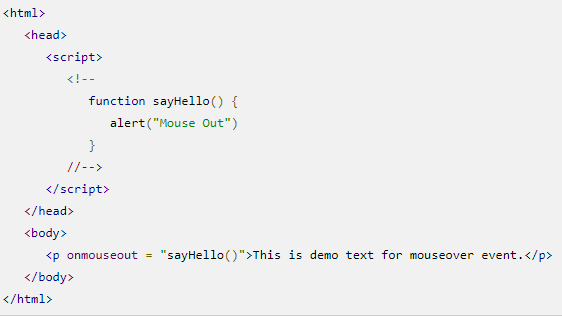 <html>
<head>
<script>
<!--
function sayHello() {
alert("Mouse Out")
}
//-->
</script>
</head>
<body>
<p onmouseout = "sayHello()">This is demo text for mouseover event.</p>
</body>
</html>